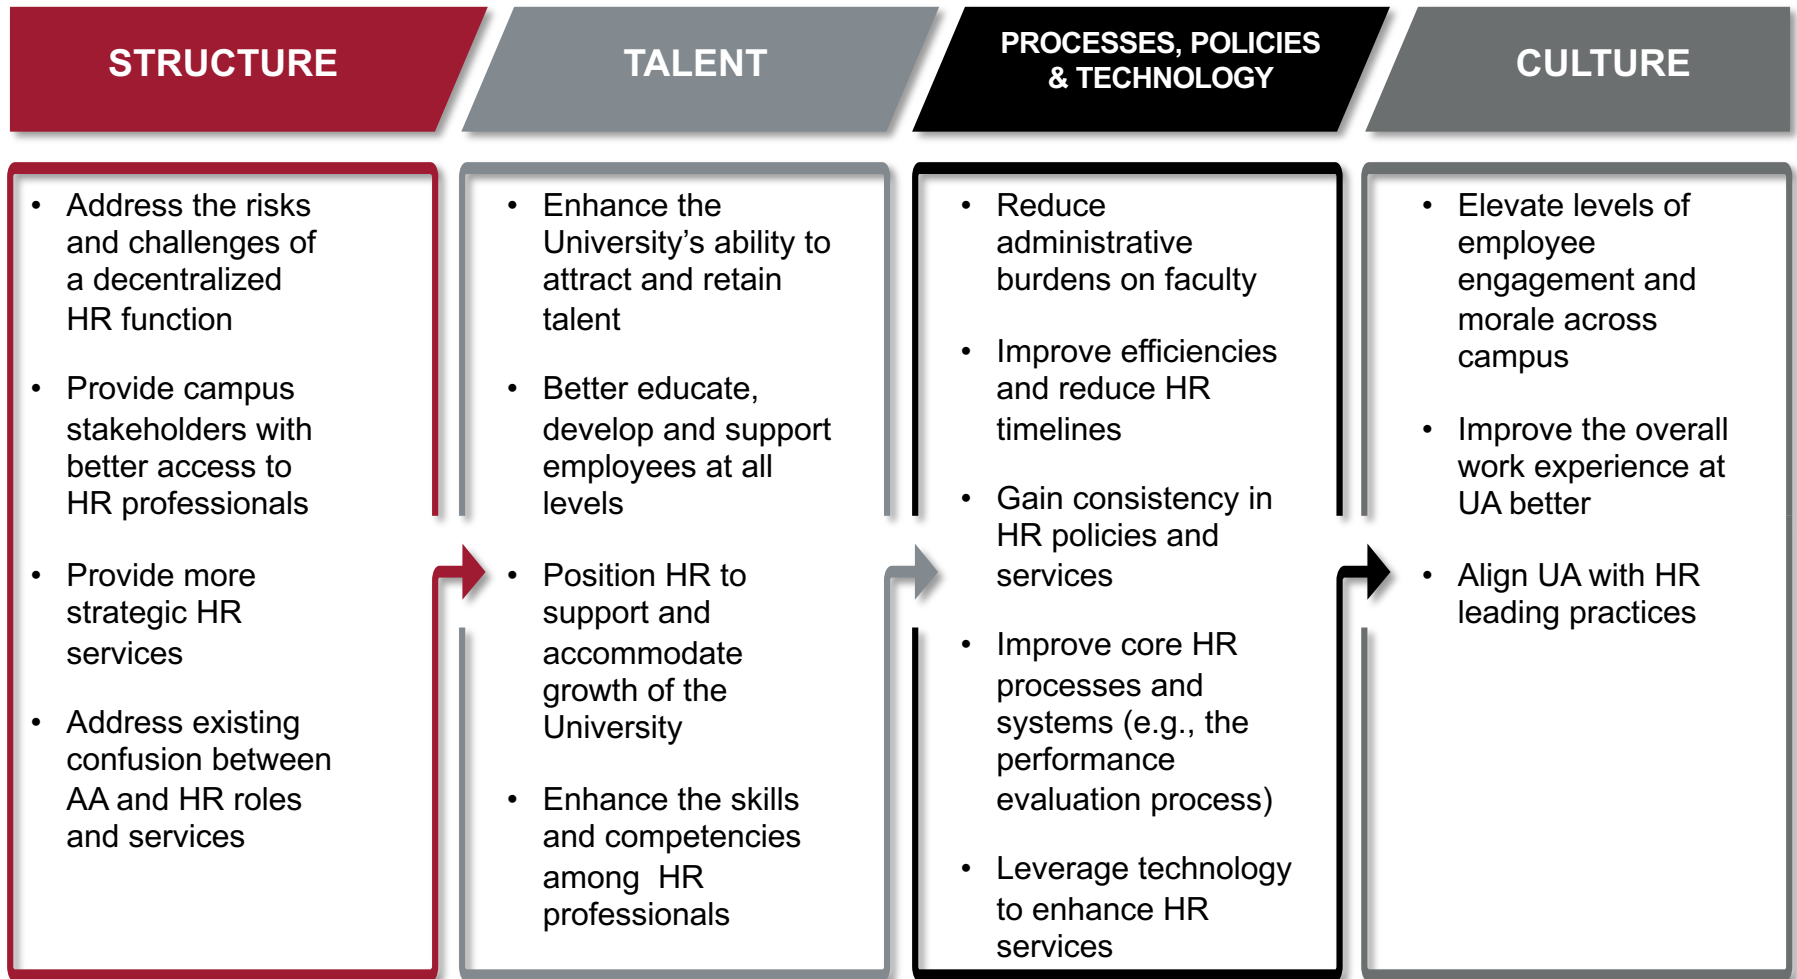 STRUCTURE
TALENT
PROCESSES, POLICIES
& TECHNOLOGY
CULTURE
• Address the risks
and challenges of
a decentralized
HR function
• Provide campus
stakeholders with
better access to
HR professionals
• Provide more
strategic HR
services
• Address existing
confusion between
AA and HR roles
and services
• Enhance the
University’s ability to
attract and retain
talent
• Better educate,
develop and support
employees at all
levels
• Position HR to
support and
accommodate
growth of the
University
• Enhance the skills
and competencies
among HR
professionals
• Reduce
administrative
burdens on faculty
• Improve efficiencies
and reduce HR
timelines
• Gain consistency in
HR policies and
services
• Improve core HR
processes and
systems (e.g., the
performance
evaluation process)
• Leverage technology
to enhance HR
services
• Elevate levels of
employee
engagement and
morale across
campus
• Improve the overall
work experience at
UA better
• Align UA with HR
leading practices